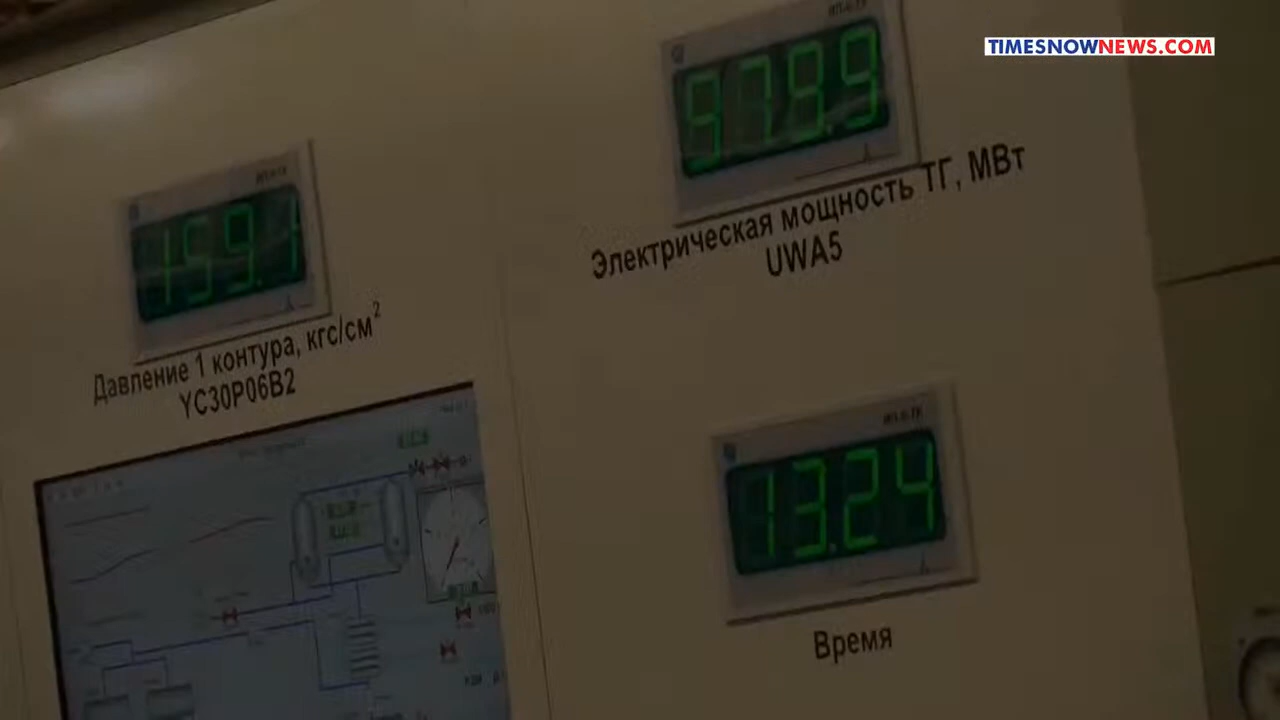 TIMESNOWNEWS.COM
978.9
Электрическая мощность ТГ, МВт
UWA5
159.1
Давление 1 контура, кгс/см²
YC30P06B2
13.24
Время